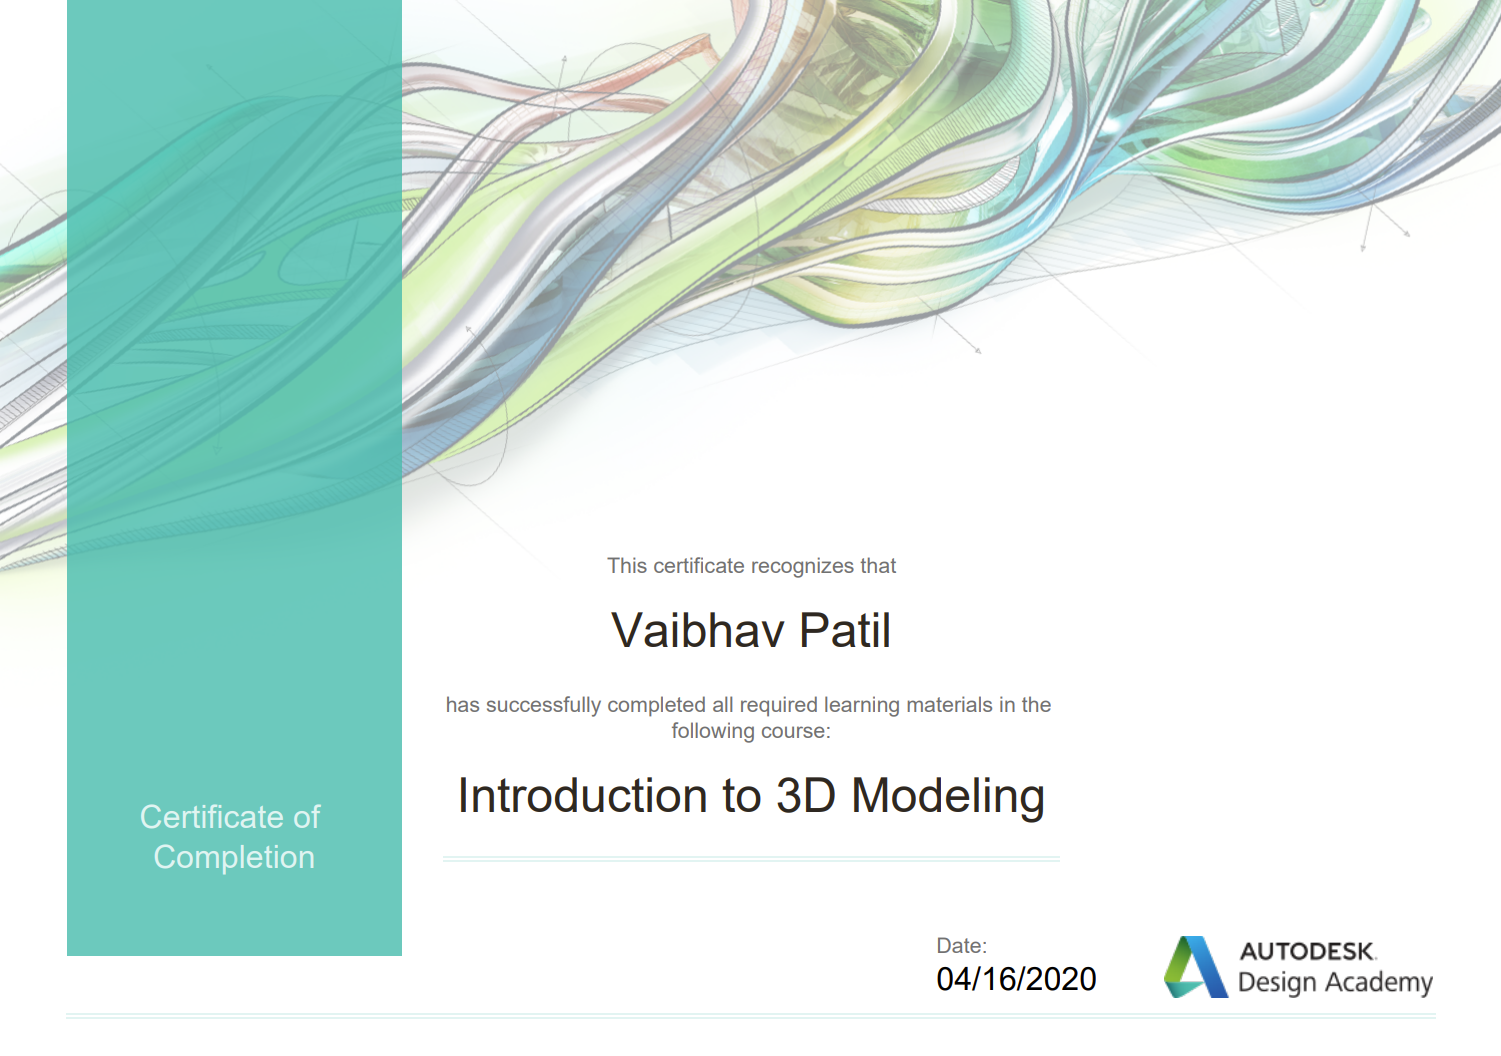 This certificate recognizes that
Vaibhav Patil
has successfully completed all required learning materials in the
following course:
Introduction to 3D Modeling
Certificate of
Completion
Date:
04/16/2020
AUTODESK.
Design Academy